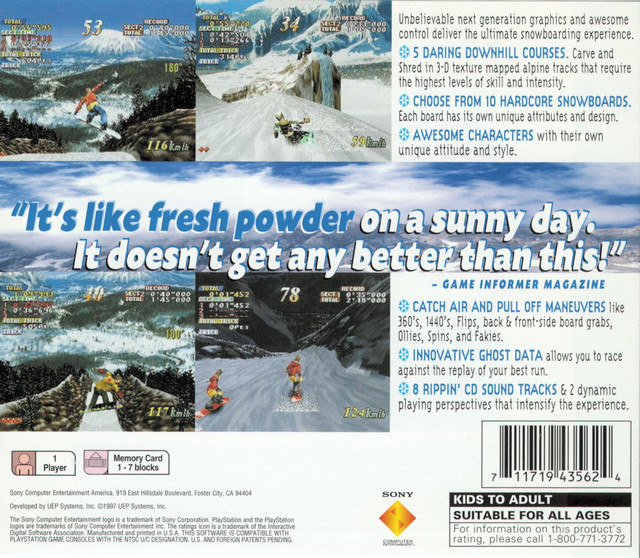 Unbelievable next generation graphics and awesome
control deliver the ultimate snowboarding experience.
5 DARING DOWNHILL COURSES. Carve and
Shred in 3-D texture mapped alpine tracks that require
the highest levels of skill and intensity.
CHOOSE FROM 10 HARDCORE SNOWBOARDS.
Each board has its own unique attributes and design.
AWESOME CHARACTERS with their own
unique attitude and style.
TOTAL
53
RECORD
180°
116 km/h
TOTAL
34
RECORD
59 km/h
"It's like fresh powder on a sunny day.
It doesn't get any better than this!"
– GAME INFORMER MAGAZINE
TOTAL
40
RECORD
117 km/h
TOTAL
78
RECORD
124 km/h
CATCH AIR AND PULL OFF MANEUVERS like
360's, 1440's, Flips, back & front-side board grabs,
Ollies, Spins, and Fakies.
INNOVATIVE GHOST DATA allows you to race
against the replay of your best run.
8 RIPPIN' CD SOUND TRACKS & 2 dynamic
playing perspectives that intensify the experience.
1
Player
Memory Card
1 - 7 blocks
Sony Computer Entertainment America, 919 East Hillsdale Boulevard, Foster City, CA 94404
Developed by UEP Systems, Inc. ©1997 UEP Systems, Inc.
The Sony Computer Entertainment logo is a trademark of Sony Corporation. PlayStation and the PlayStation
logos are trademarks of Sony Computer Entertainment Inc. The ratings icon is a trademark of the Interactive
Digital Software Association. Manufactured and printed in U.S.A. THIS SOFTWARE IS COMPATIBLE WITH
PLAYSTATION GAME CONSOLES WITH THE NTSC U/C DESIGNATION. U.S. AND FOREIGN PATENTS PENDING.
SONY
COMPUTER
ENTERTAINMENT
7 11719 43562 4
KIDS TO ADULT
SUITABLE FOR ALL AGES
For information on this product's
rating, please call 1-800-771-3772